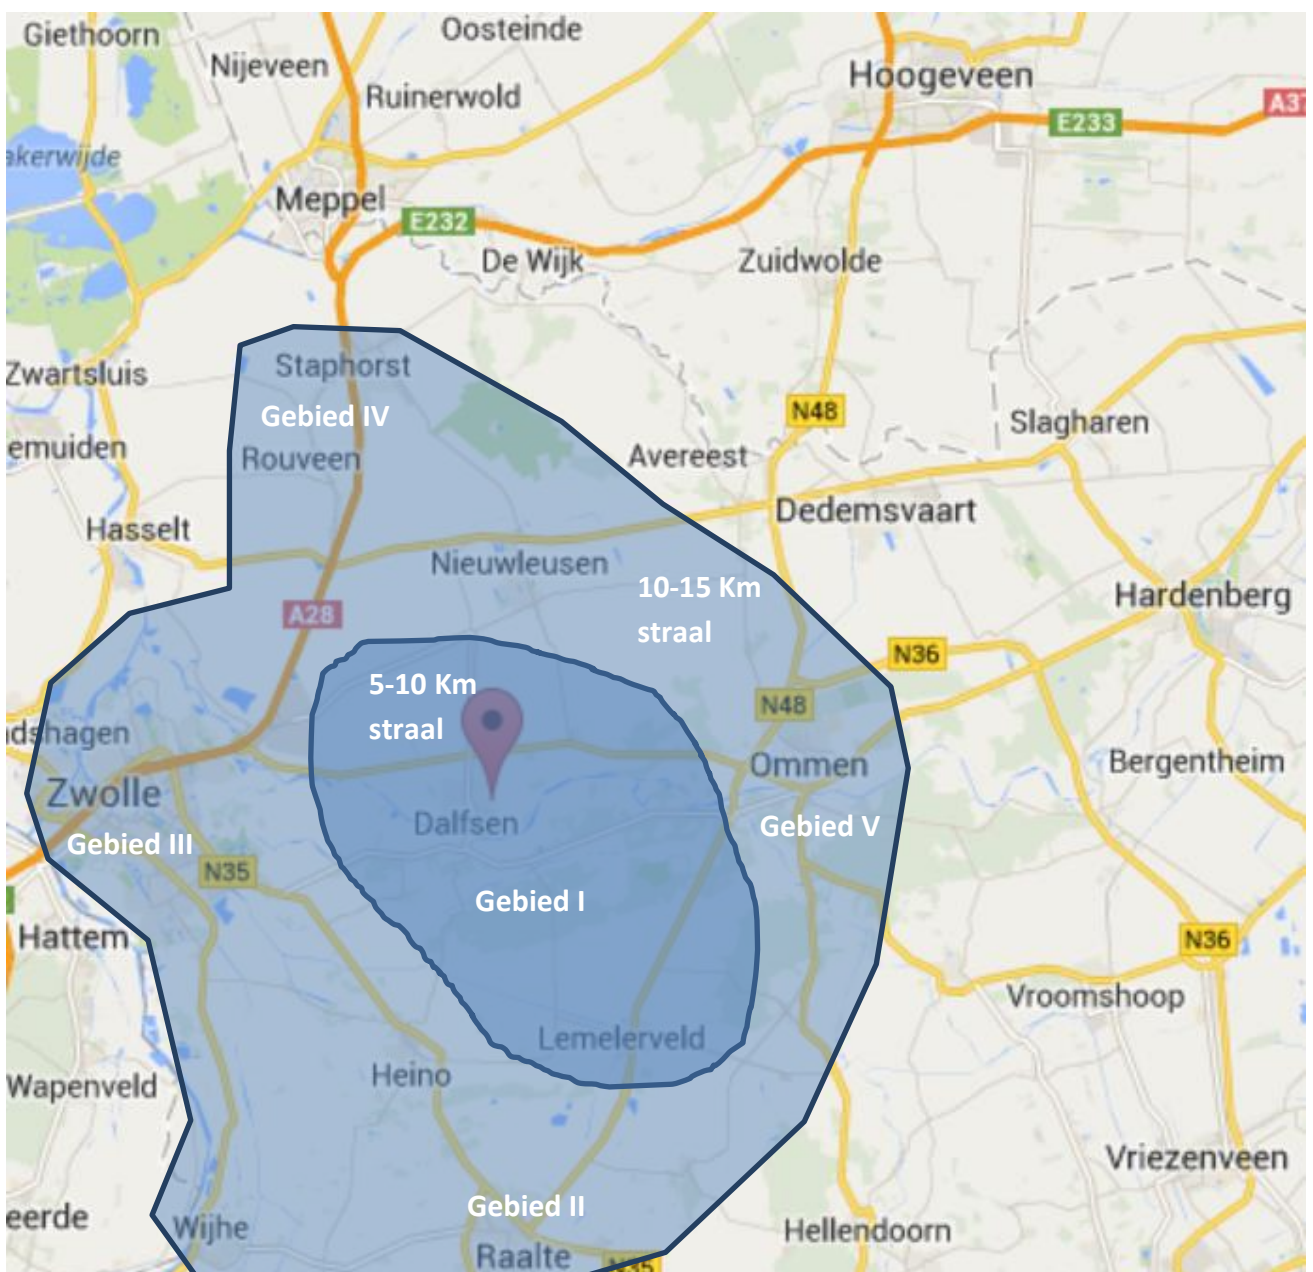 Giethoorn
Oosteinde
Nijeveen
Hoogeveen
Ruinerwold
A37
E233
akerwijde
Meppel
E232
De Wijk
Zuidwolde
Staphorst
Zwartsluis
N48
Gebied IV
Slagharen
emuiden
Rouveen
Avereest
Dedemsvaart
Hasselt
Nieuwleusen
10-15 Km
straal
Hardenberg
A28
N36
5-10 Km
straal
N48
dshagen
Ommen
Bergentheim
Zwolle
Dalfsen
Gebied V
Gebied III
N35
Gebied I
Hattem
N36
Vroomshoop
Lemelerveld
Heino
Wapenveld
Vriezenveen
Gebied II
eerde
Wijhe
Hellendoorn
Raalte
N35